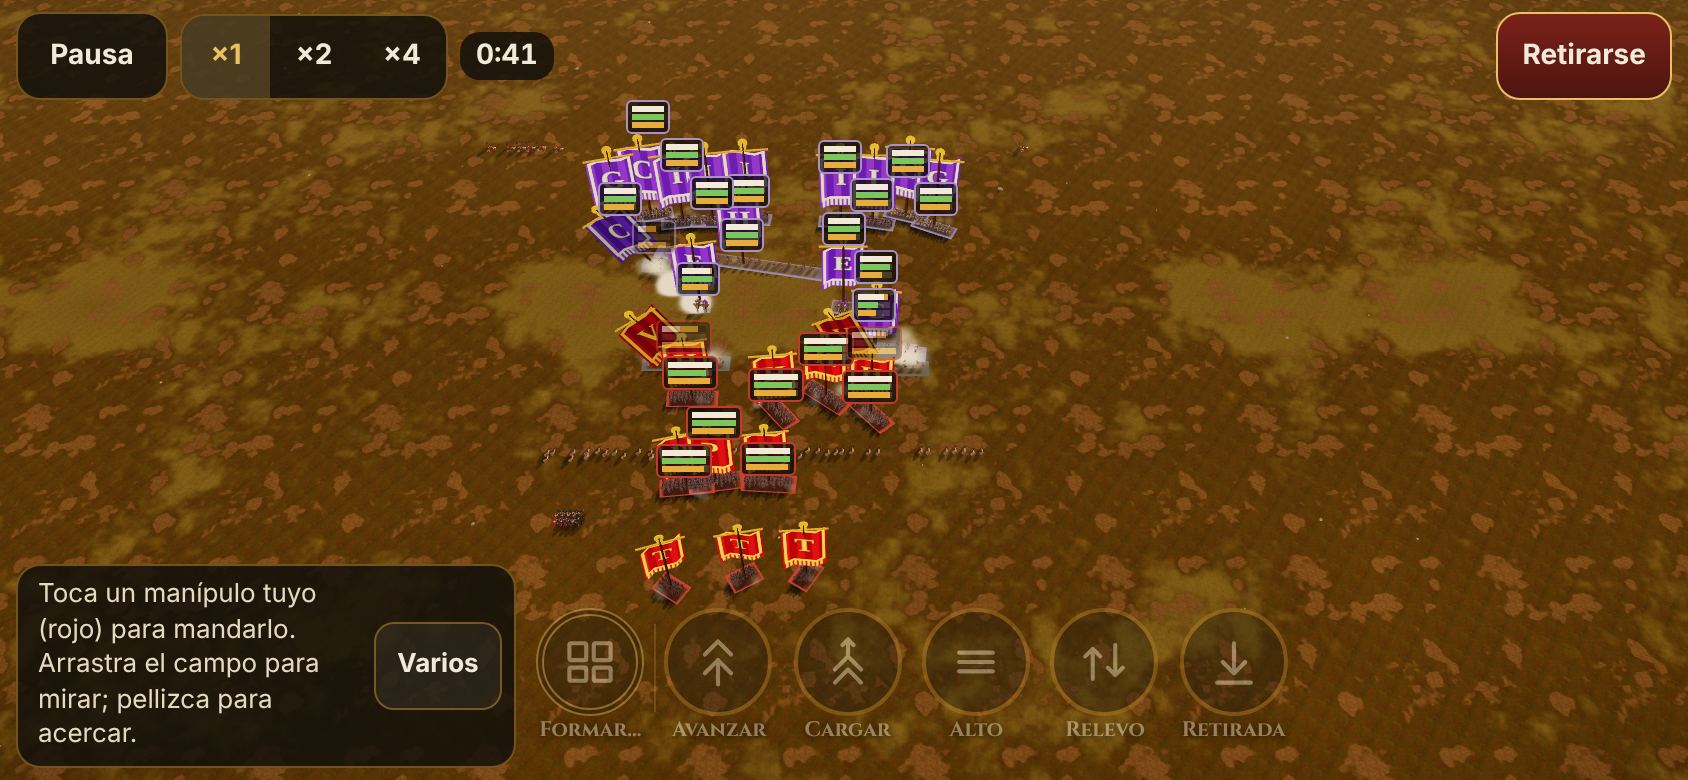 Pausa
×1
×2
×4
0:41
Retirarse
G
C
C
E
I
I
G
E
V
T
T
T
Toca un manípulo tuyo
(rojo) para mandarlo.
Arrastra el campo para
mirar; pellizca para
acercar.
Varios
FORMAR...
AVANZAR
CARGAR
ALTO
RELEVO
RETIRADA